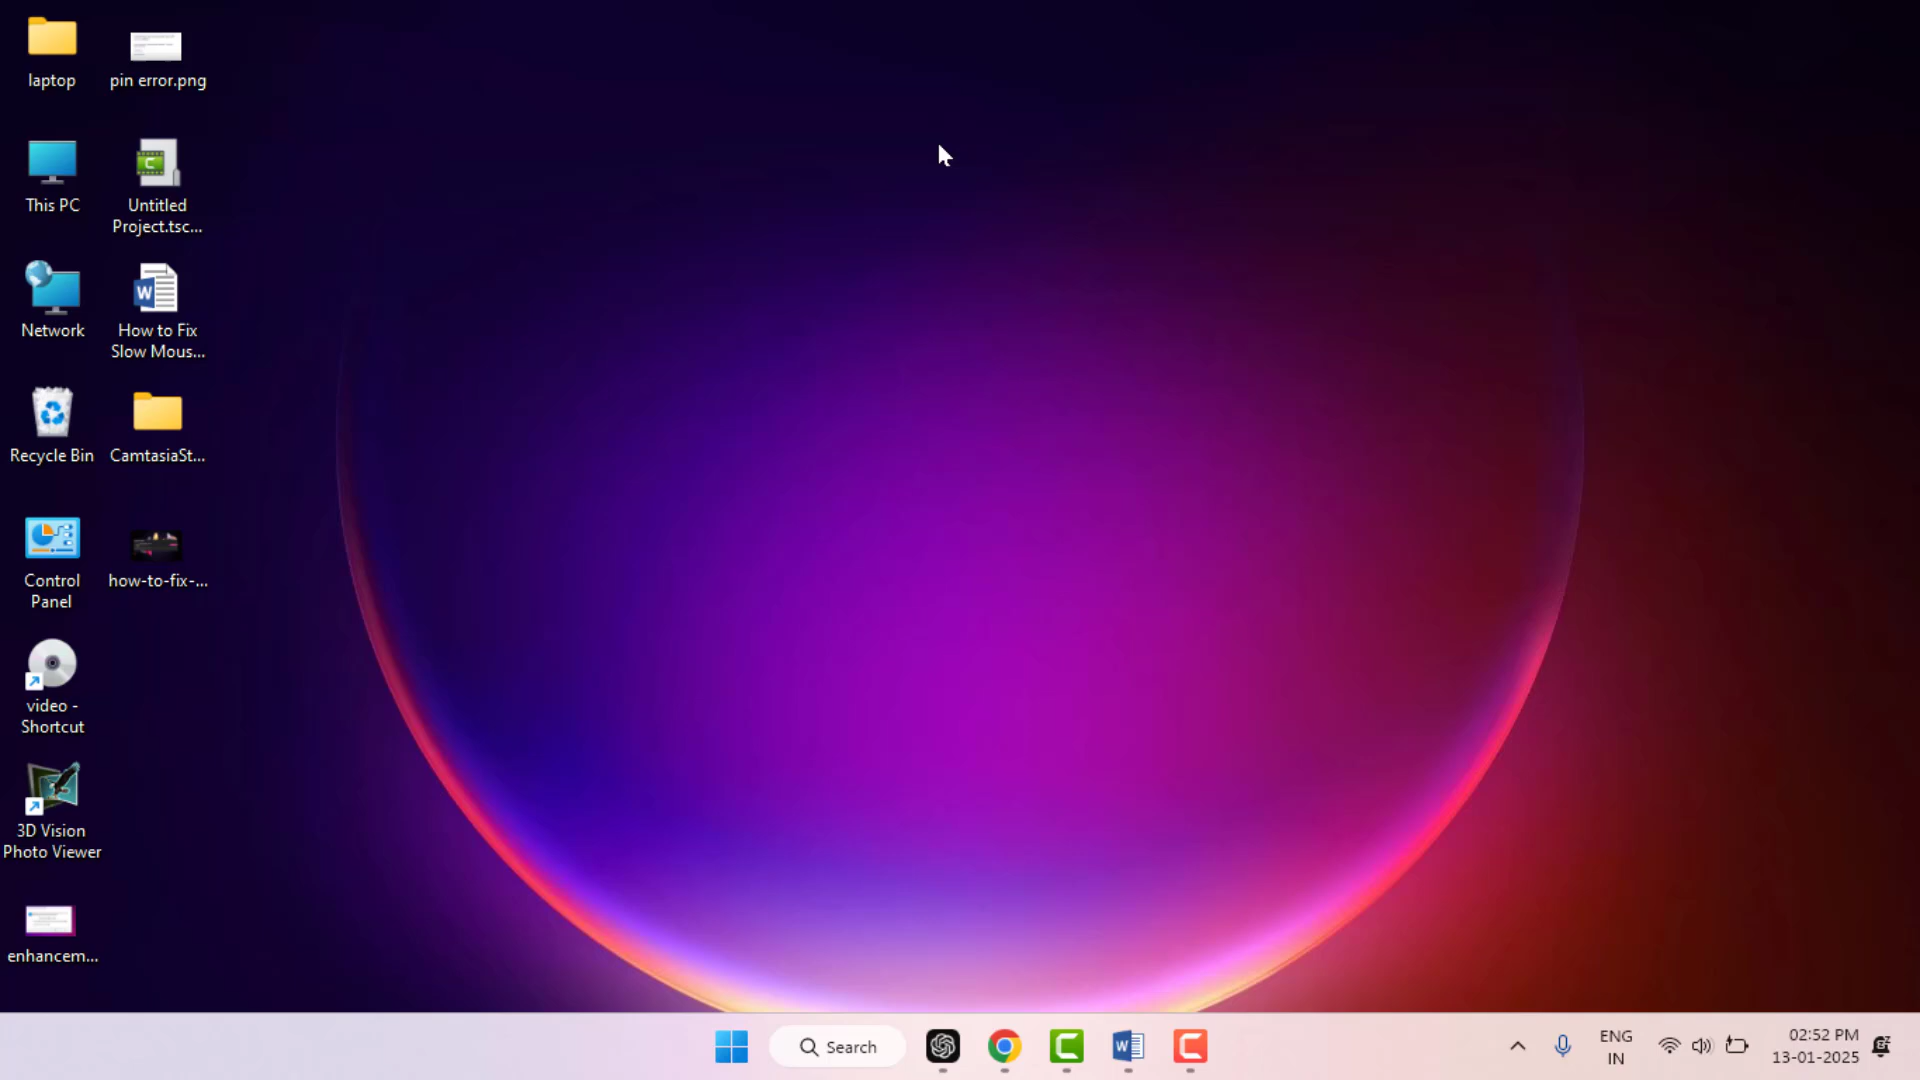 laptop
pin error.png
This PC
Untitled
Project.tsc...
Network
How to Fix
Slow Mous...
Recycle Bin
CamtasiaSt...
Control
Panel
how-to-fix-...
video -
Shortcut
3D Vision
Photo Viewer
enhancem...
Search
ENG
IN
02:52 PM
13-01-2025